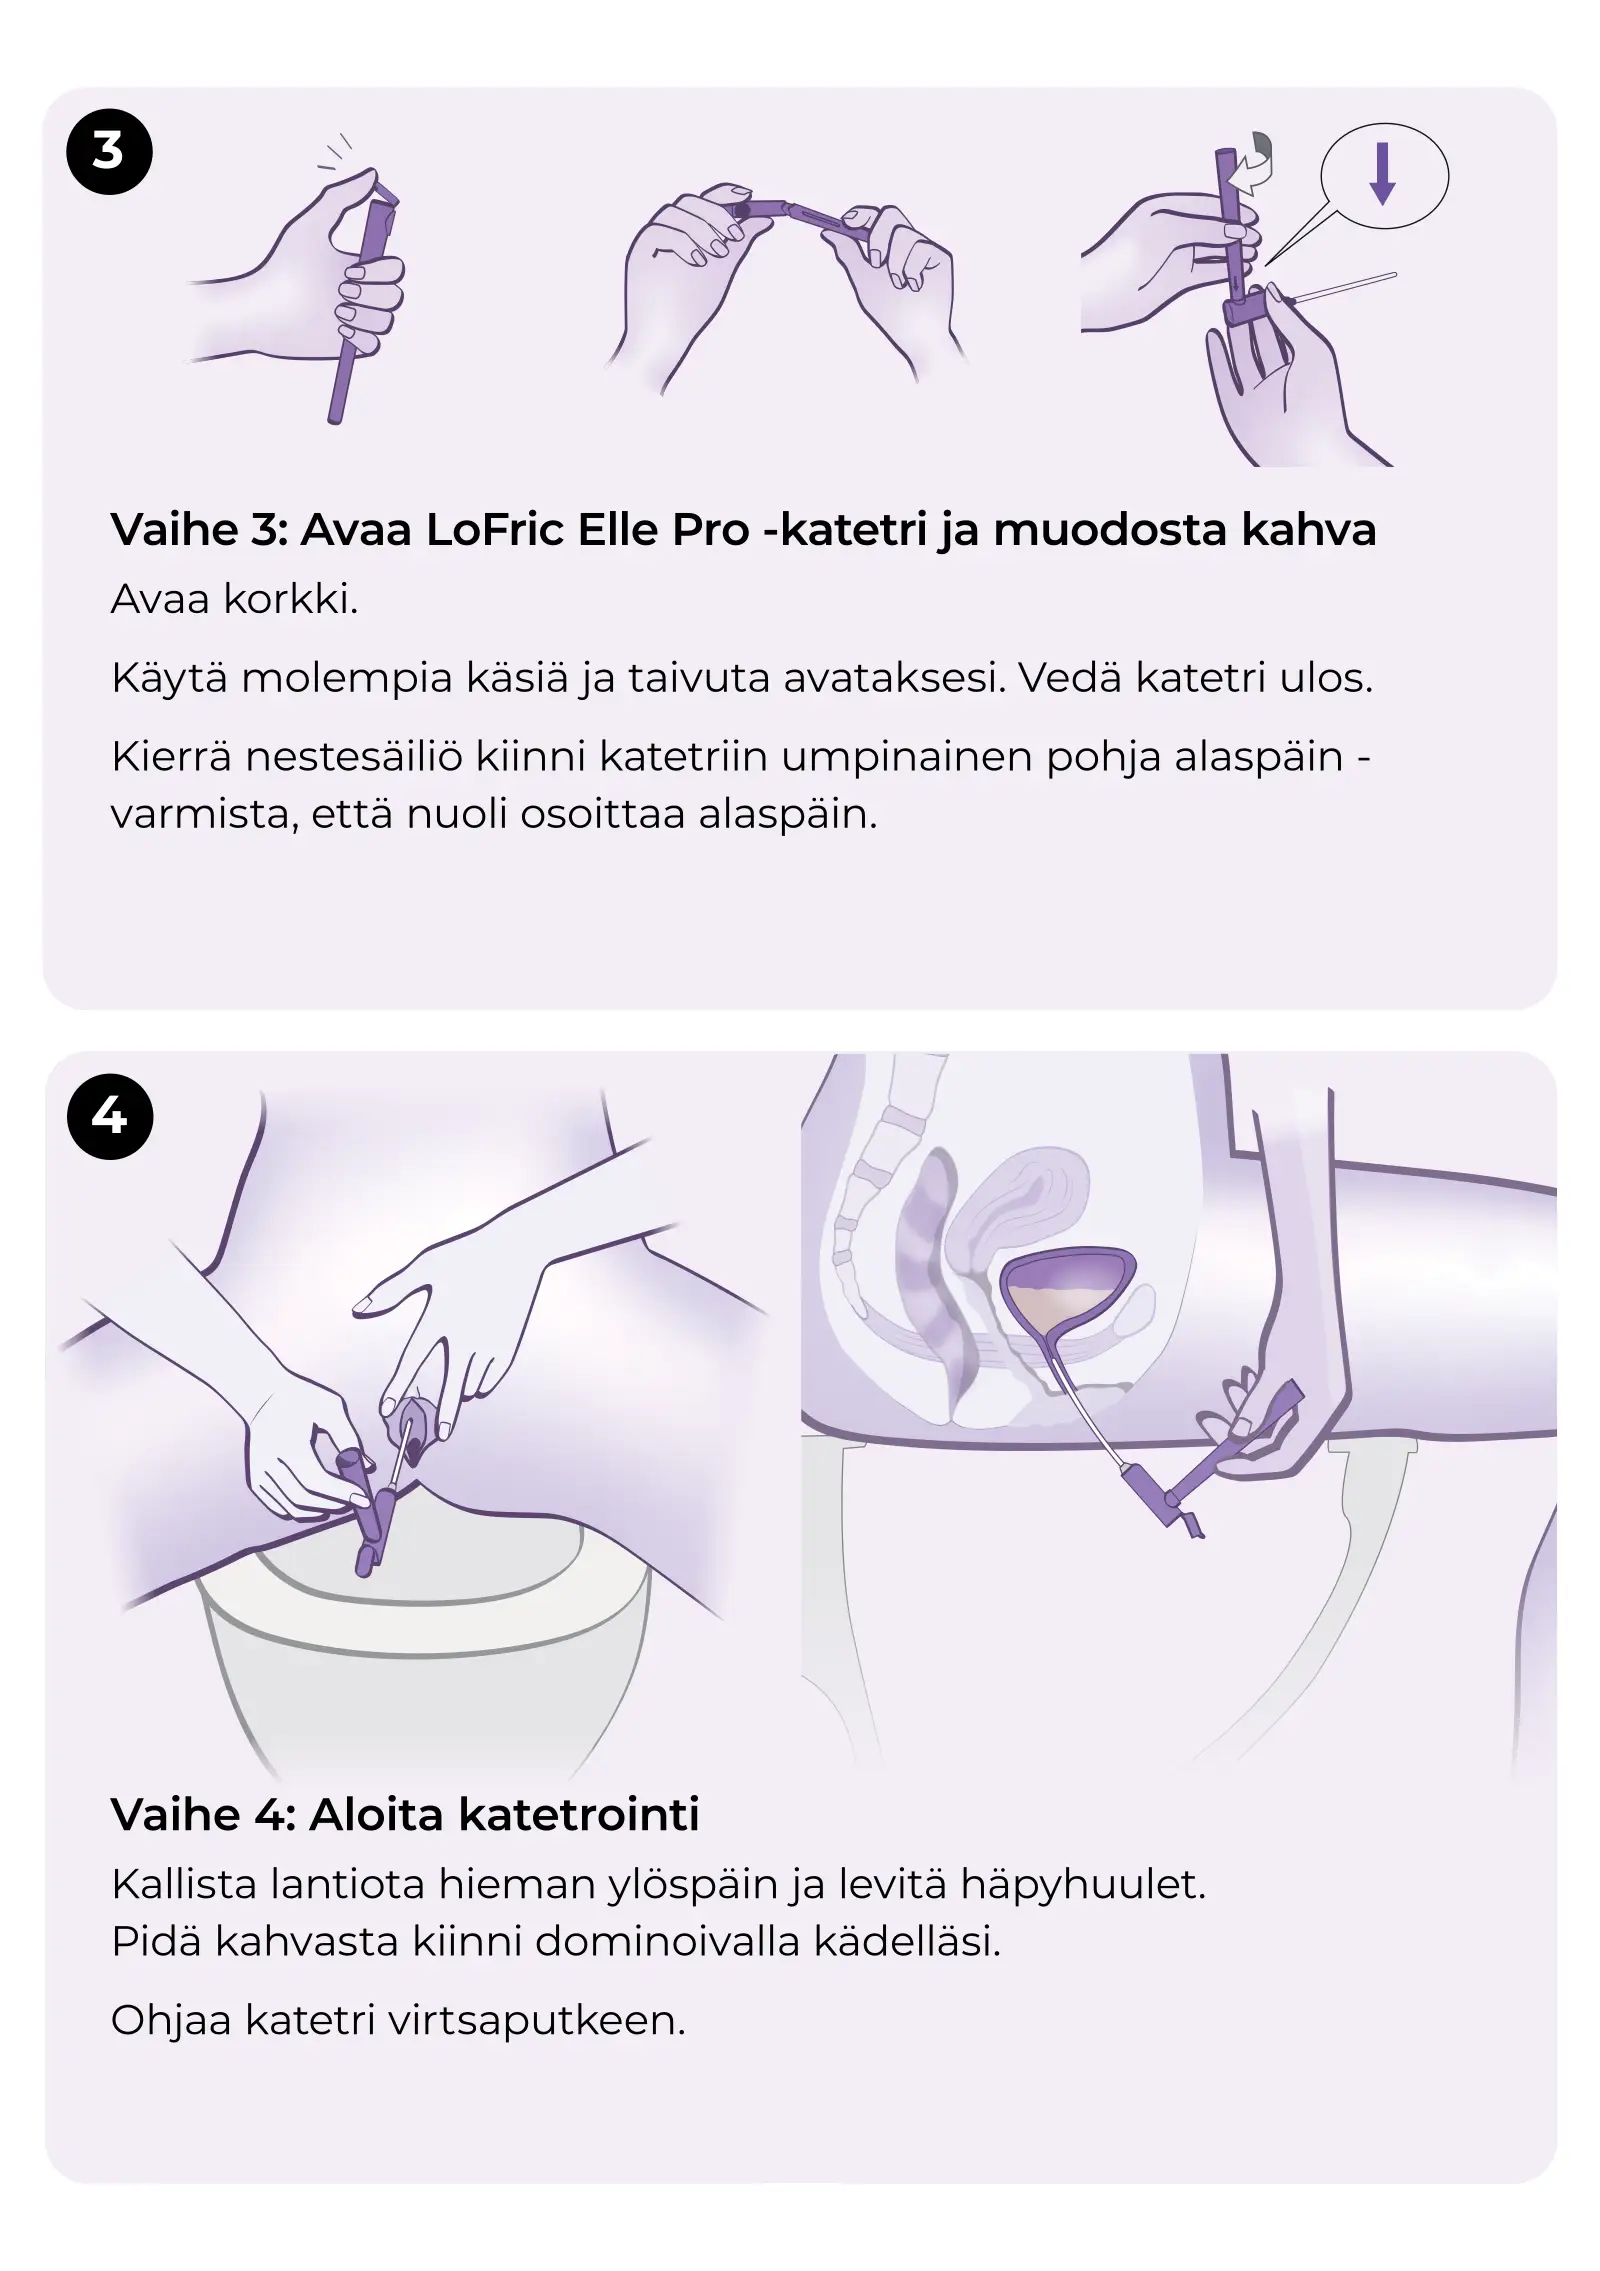 3
Vaihe 3: Avaa LoFric Elle Pro -katetri ja muodosta kahva
Avaa korkki.
Käytä molempia käsiä ja taivuta avataksesi. Vedä katetri ulos.
Kierrä nestesäiliö kiinni katetriin umpinainen pohja alaspäin -
varmista, että nuoli osoittaa alaspäin.
4
Vaihe 4: Aloita katetrointi
Kallista lantiota hieman ylöspäin ja levitä häpyhuulet.
Pidä kahvasta kiinni dominoivalla kädelläsi.
Ohjaa katetri virtsaputkeen.